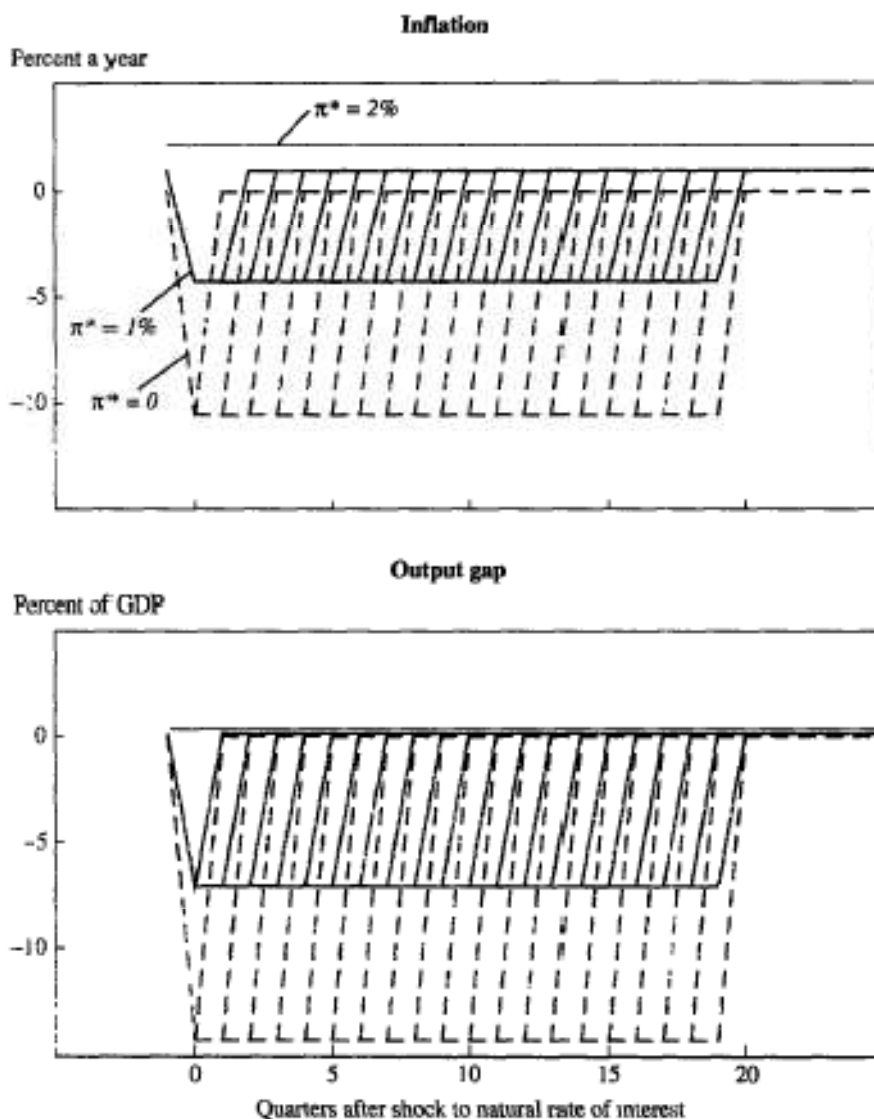 Inflation
Percent a year
π* = 2%
0
−5
π* = 1%
π* = 0
−10
Output gap
Percent of GDP
0
−5
−10
0 5 10 15 20
Quarters after shock to natural rate of interest